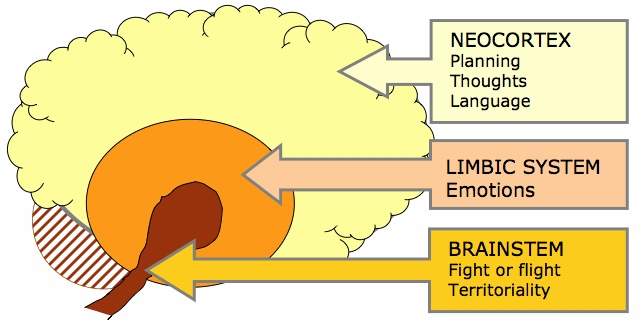 NEOCORTEX
Planning
Thoughts
Language
LIMBIC SYSTEM
Emotions
BRAINSTEM
Fight or flight
Territoriality